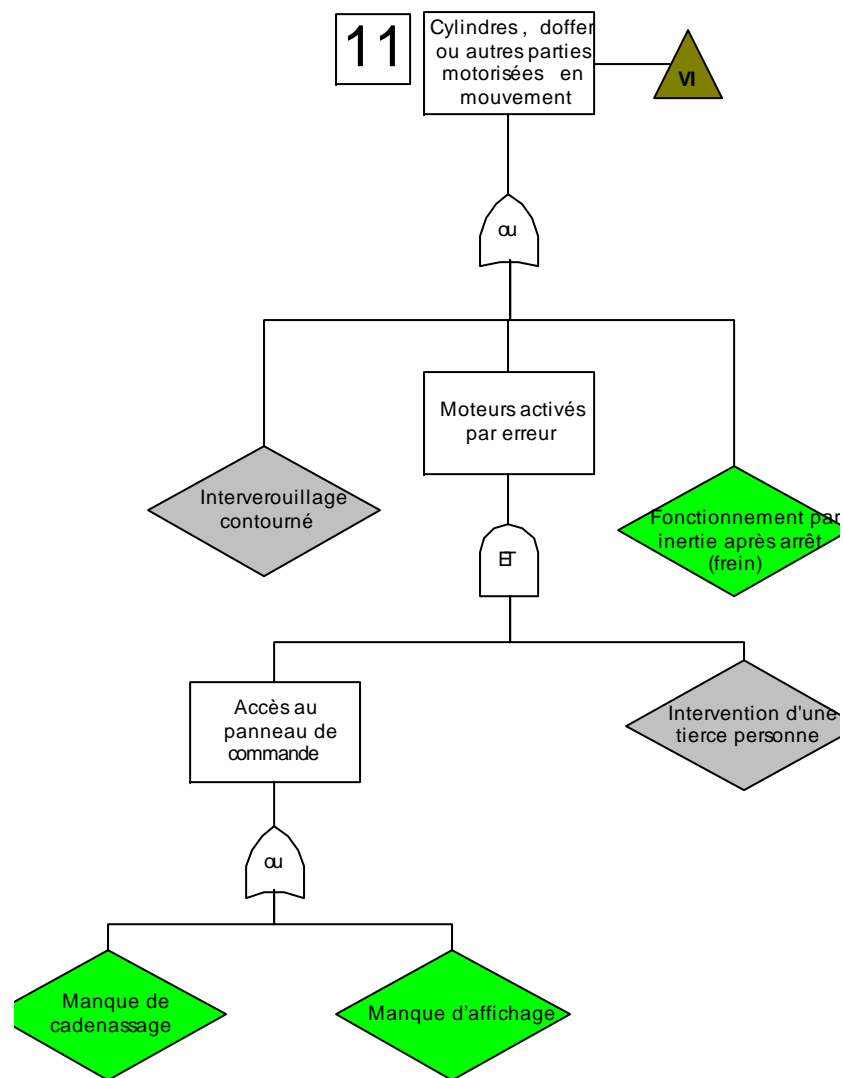 11
Cylindres, doffer
ou autres parties
motorisées en
mouvement
VI
ou
Moteurs activés
par erreur
Interverouillage
contourné
Fonctionnement par
inertie après arrêt
(frein)
ET
Accès au
panneau de
commande
Intervention d'une
tierce personne
ou
Manque de
cadenassage
Manque d'affichage